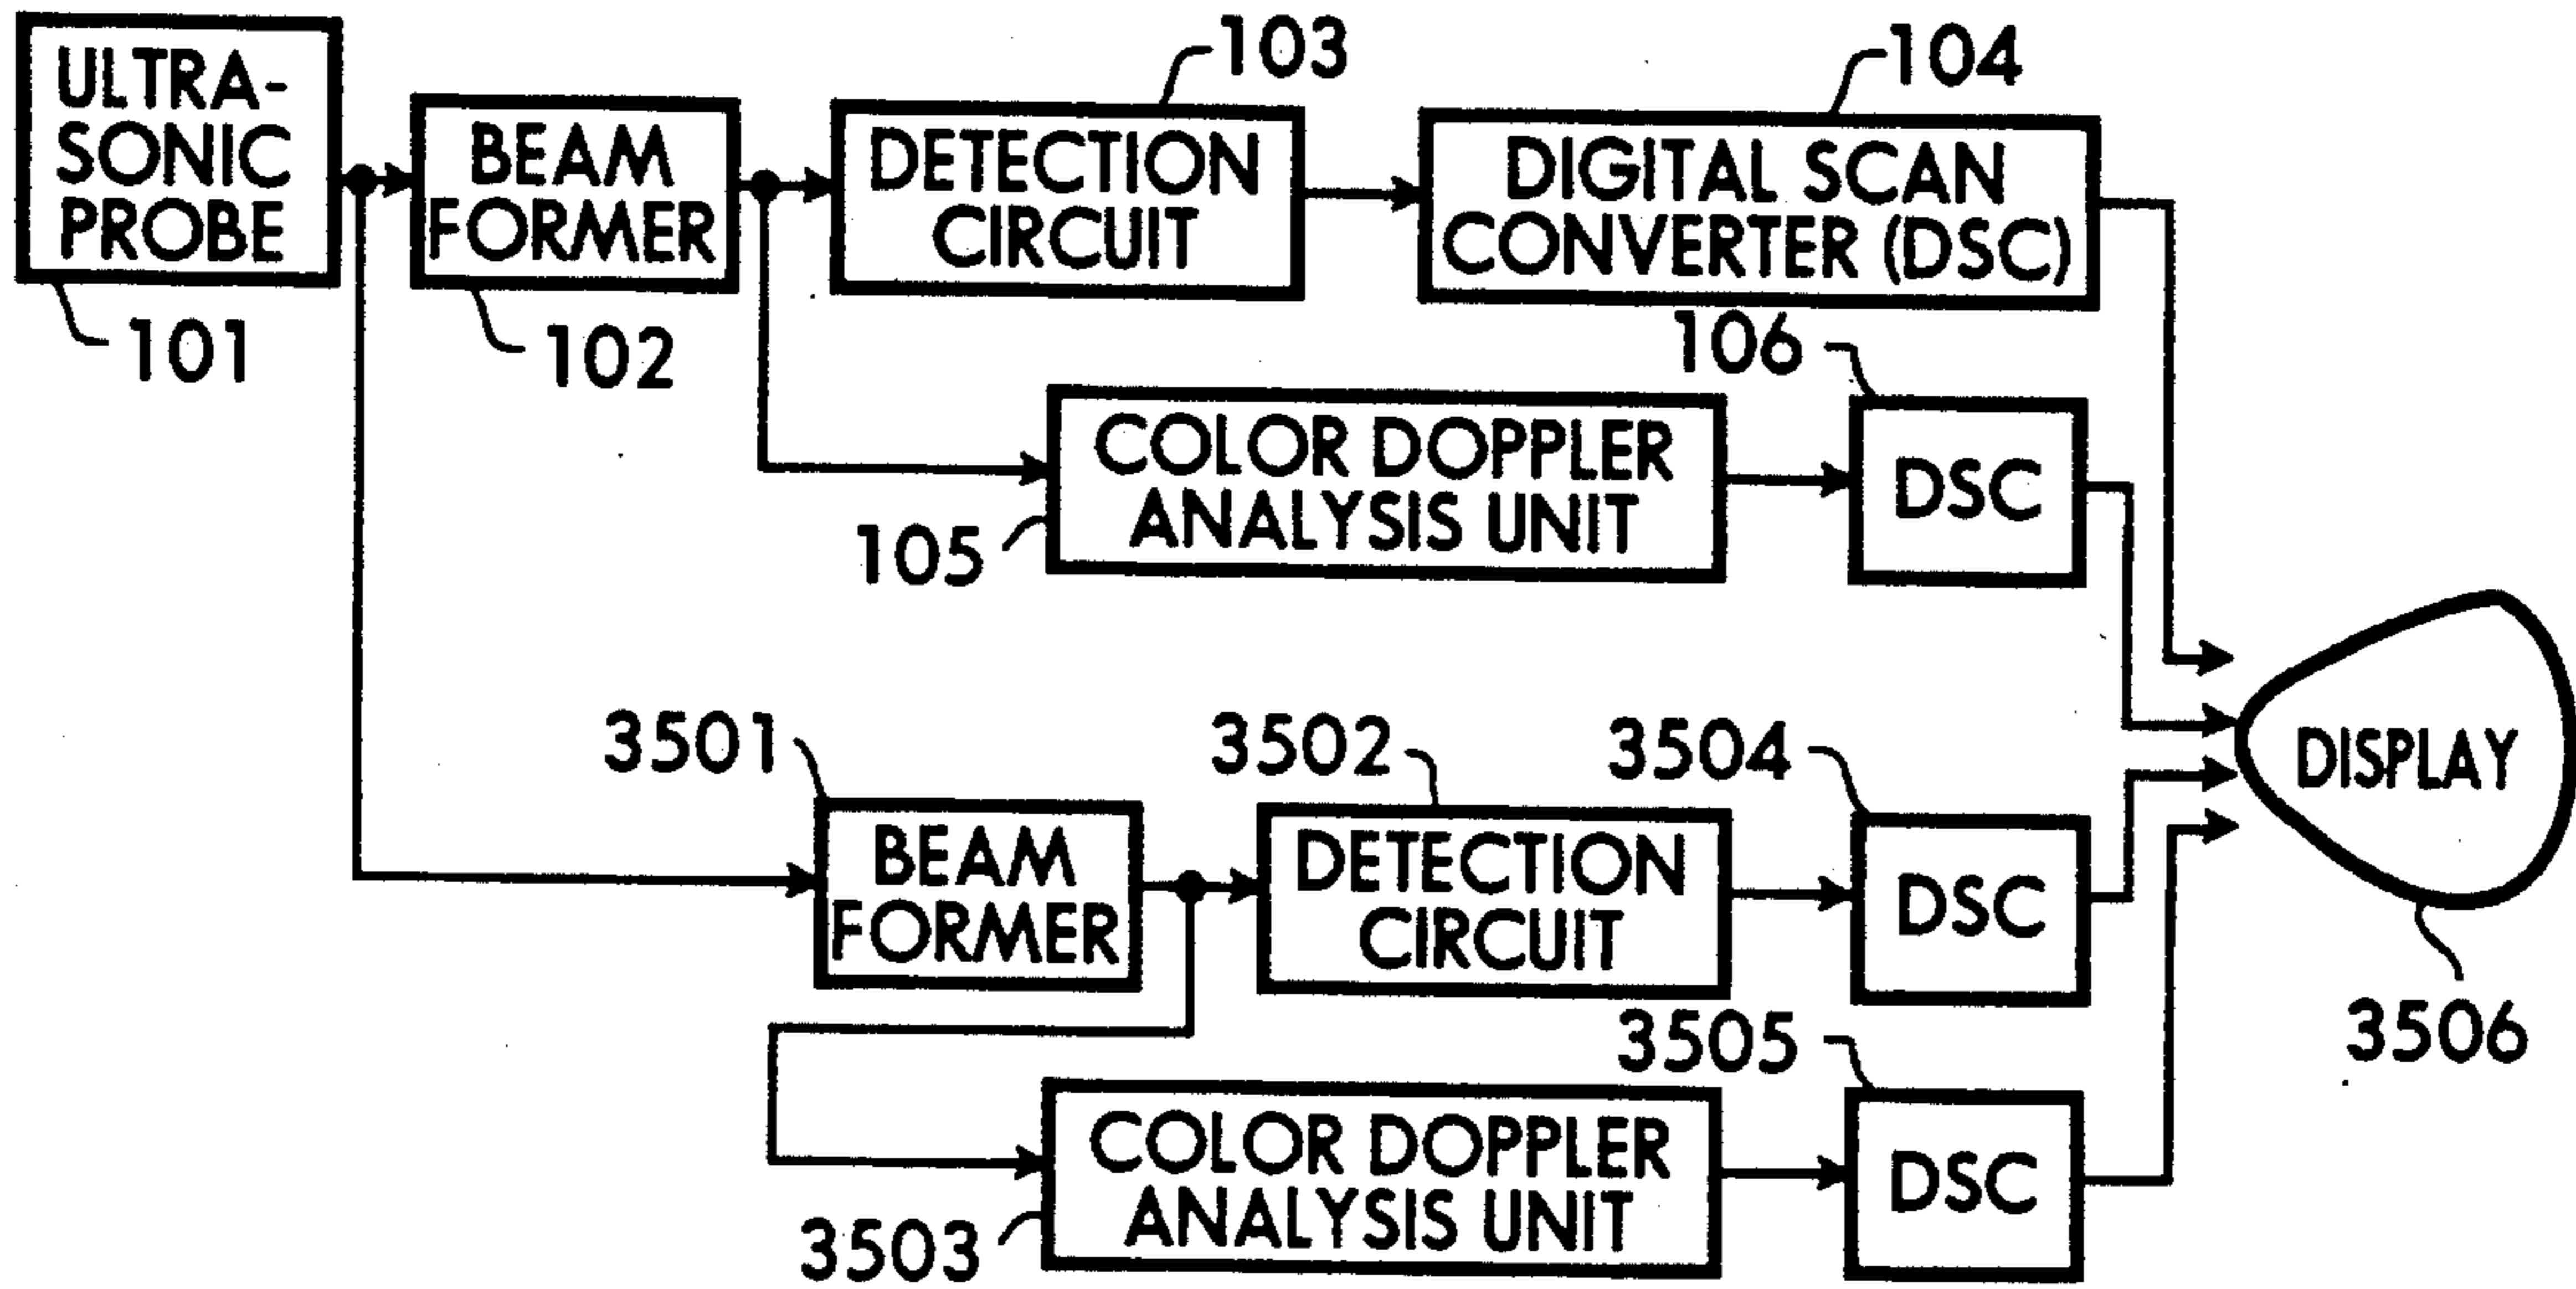 ULTRA-
SONIC
PROBE
101
BEAM
FORMER
102
103
DETECTION
CIRCUIT
104
DIGITAL SCAN
CONVERTER (DSC)
105
COLOR DOPPLER
ANALYSIS UNIT
106
DSC
DISPLAY
3506
3501
BEAM
FORMER
3502
DETECTION
CIRCUIT
3504
DSC
3503
COLOR DOPPLER
ANALYSIS UNIT
3505
DSC